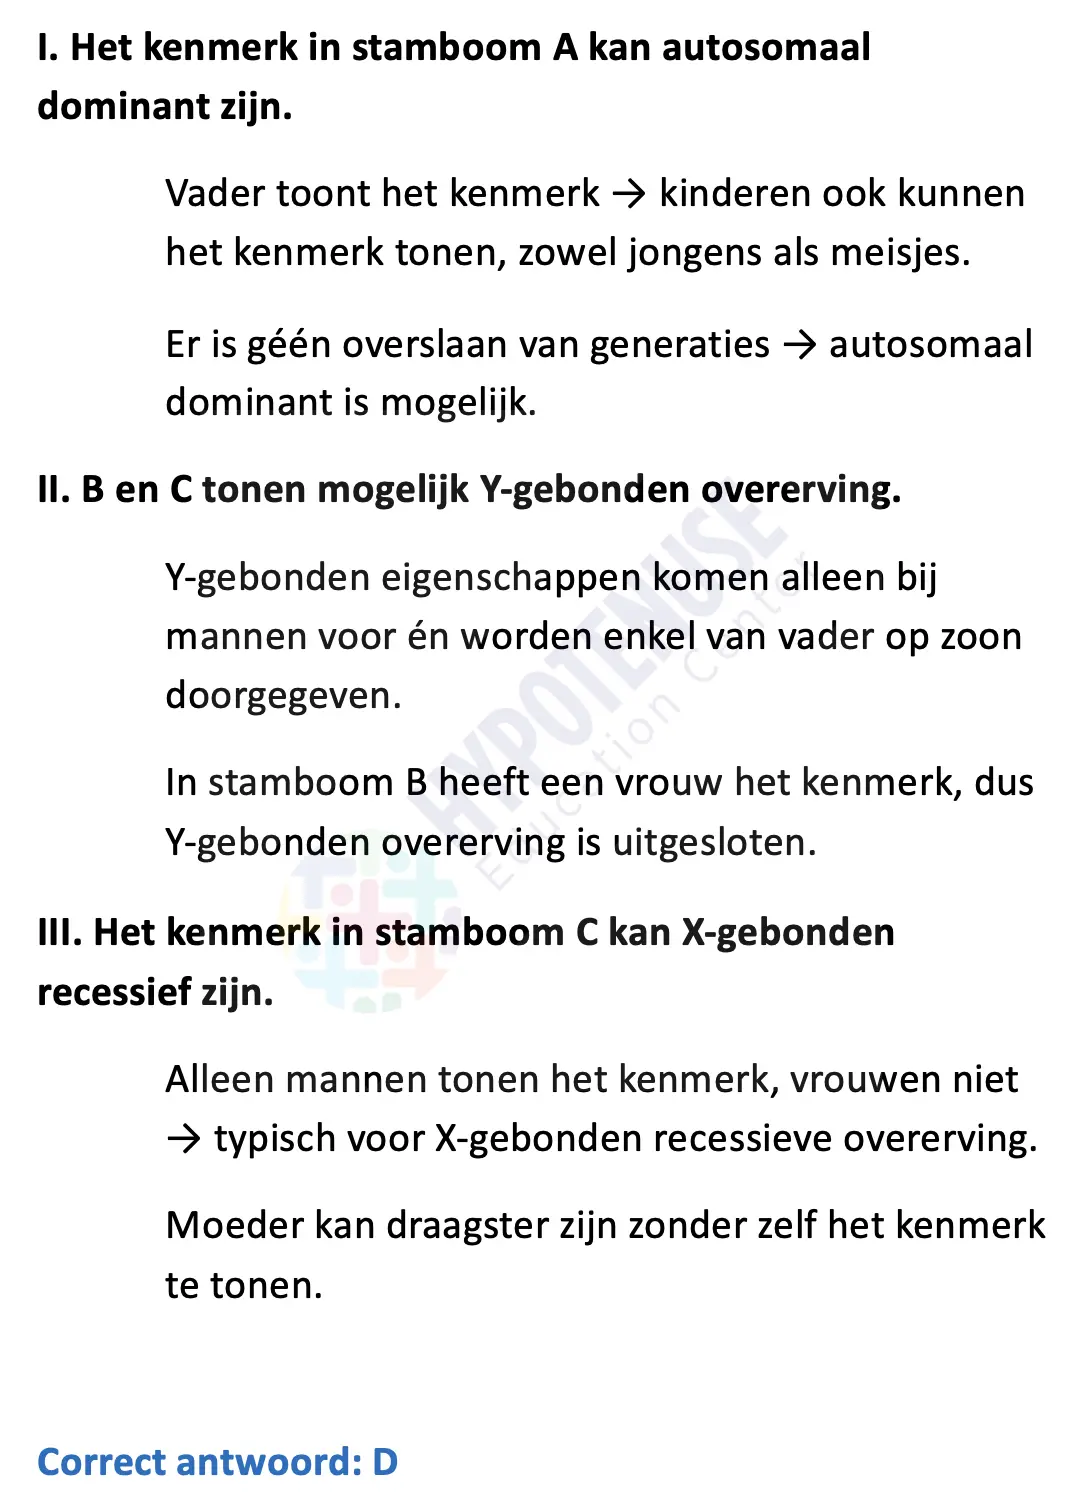 I. Het kenmerk in stamboom A kan autosomaal
dominant zijn.
Vader toont het kenmerk → kinderen ook kunnen
het kenmerk tonen, zowel jongens als meisjes.
Er is géén overslaan van generaties → autosomaal
dominant is mogelijk.
II. B en C tonen mogelijk Y-gebonden overerving.
Y-gebonden eigenschappen komen alleen bij
mannen voor én worden enkel van vader op zoon
doorgegeven.
In stamboom B heeft een vrouw het kenmerk, dus
Y-gebonden overerving is uitgesloten.
III. Het kenmerk in stamboom C kan X-gebonden
recessief zijn.
Alleen mannen tonen het kenmerk, vrouwen niet
→ typisch voor X-gebonden recessieve overerving.
Moeder kan draagster zijn zonder zelf het kenmerk
te tonen.
Correct antwoord: D
HYPOTENUSE
Education Center